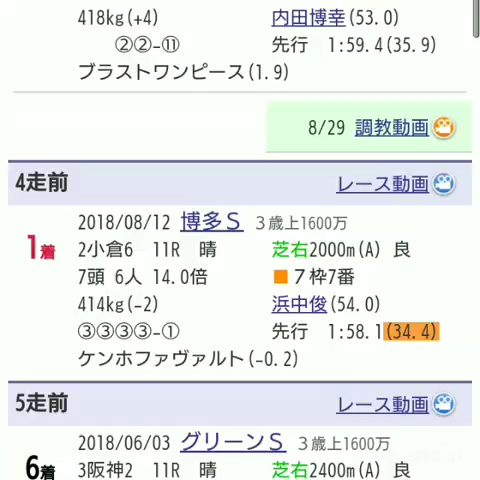 418kg(+4) 内田博幸(53.0)
②②-⑪ 先行 1:59.4(35.9)
ブラストワンピース(1.9)
8/29 調教動画
4走前 レース動画
2018/08/12 博多S 3歳上1600万
1着 2小倉6 11R 晴 芝右2000m(A) 良
7頭 6人 14.0倍 7枠7番
414kg(-2) 浜中俊(54.0)
③③③③-① 先行 1:58.1(34.4)
ケンホファヴァルト(-0.2)
5走前 レース動画
2018/06/03 グリーンS 3歳上1600万
6着 3阪神2 11R 晴 芝右2400m(A) 良